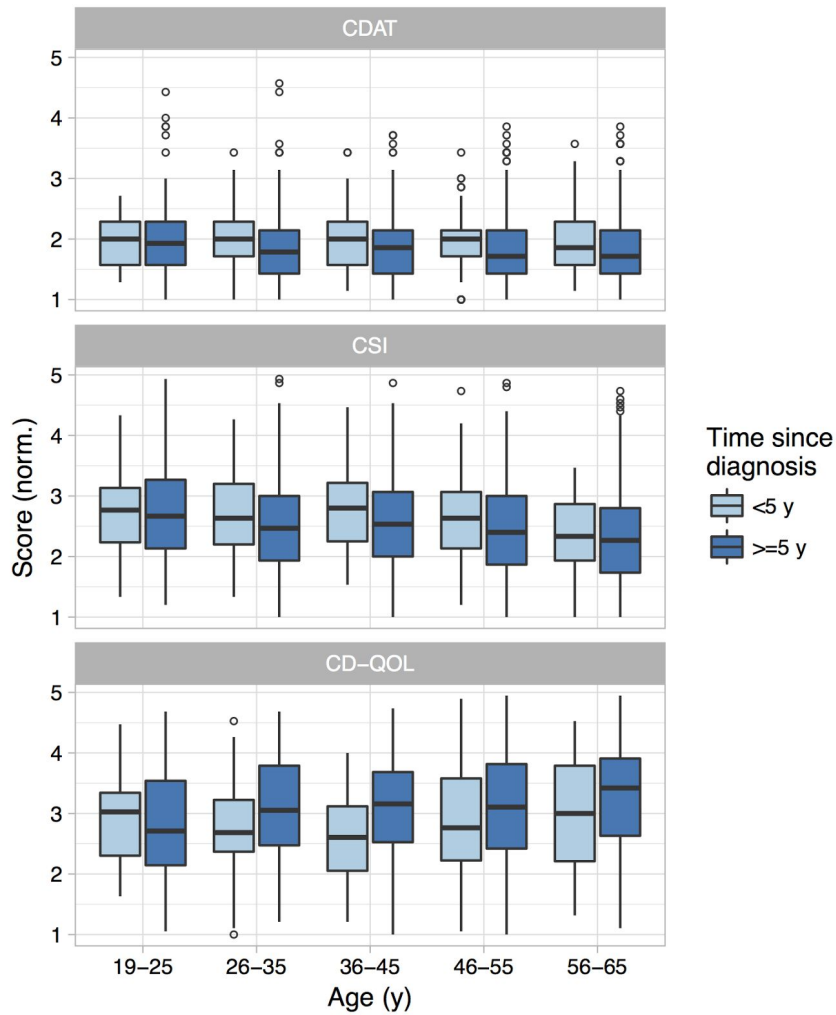 CDAT
5
4
3
2
1
CSI
5
4
3
2
1
CD-QOL
5
4
3
2
1
Score (norm.)
19-25 26-35 36-45 46-55 56-65
Age (y)
Time since
diagnosis
<5 y
>=5 y